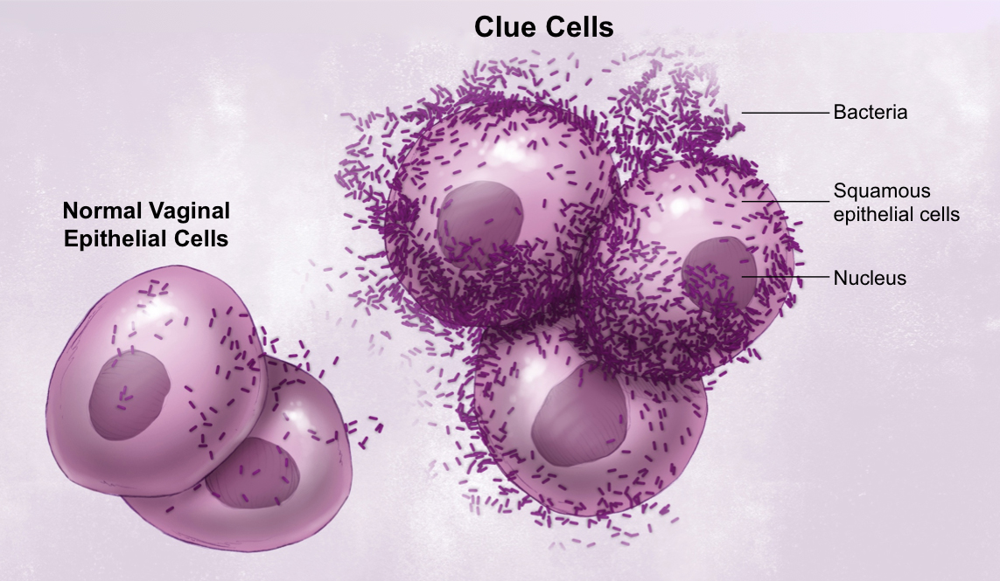 Clue Cells
Bacteria
Squamous
epithelial cells
Nucleus
Normal Vaginal
Epithelial Cells